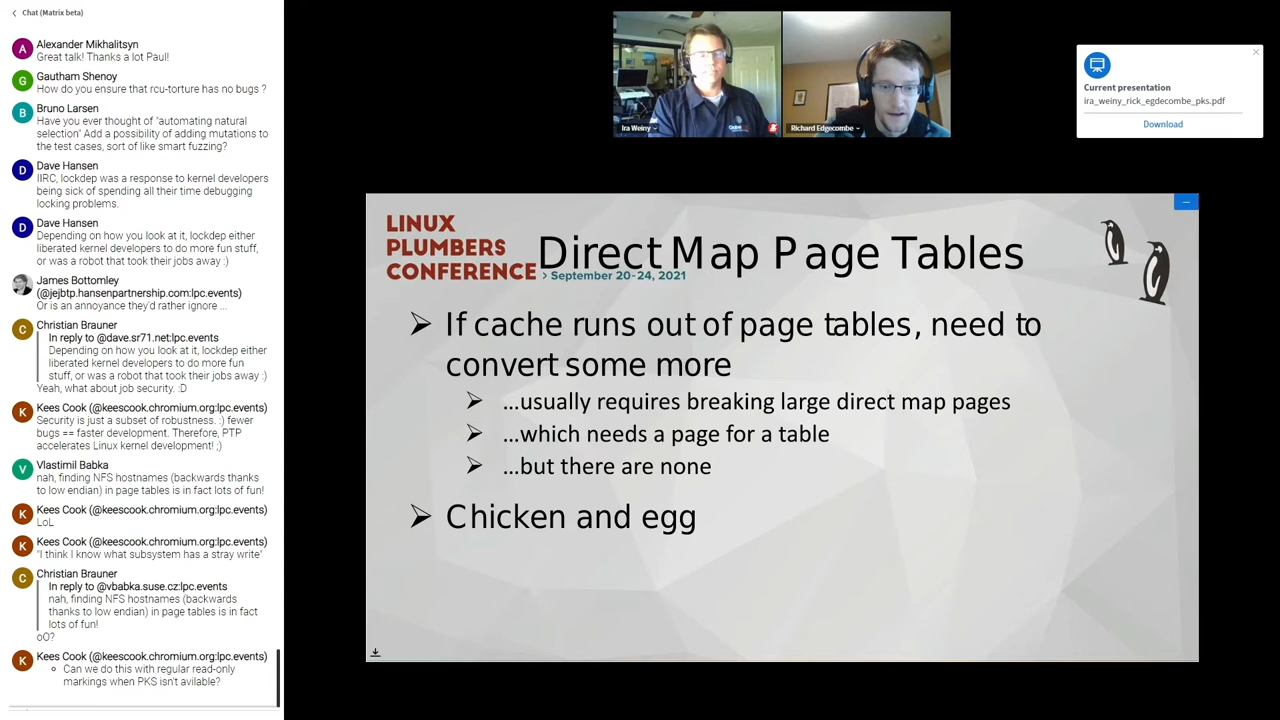 Chat (Matrix beta)
A
Alexander Mikhalitsyn
Great talk! Thanks a lot Paul!
G
Gautham Shenoy
How do you ensure that rcu-torture has no bugs ?
B
Bruno Larsen
Have you ever thought of "automating natural
selection" Add a possibility of adding mutations to
the test cases, sort of like smart fuzzing?
D
Dave Hansen
IIRC, lockdep was a response to kernel developers
being sick of spending all their time debugging
locking problems.
D
Dave Hansen
Depending on how you look at it, lockdep either
liberated kernel developers to do more fun stuff,
or was a robot that took their jobs away :)
James Bottomley
(@jejbtp.hansenpartnership.com:lpc.events)
Or is an annoyance they'd rather ignore ...
C
Christian Brauner
In reply to @dave.sr71.net:lpc.events
Depending on how you look at it, lockdep either
liberated kernel developers to do more fun
stuff, or was a robot that took their jobs away :)
Yeah, what about job security. :D
K
Kees Cook (@keescook.chromium.org:lpc.events)
Security is just a subset of robustness. :) fewer
bugs == faster development. Therefore, PTP
accelerates Linux kernel development! ;)
V
Vlastimil Babka
nah, finding NFS hostnames (backwards thanks
to low endian) in page tables is in fact lots of fun!
K
Kees Cook (@keescook.chromium.org:lpc.events)
LoL
K
Kees Cook (@keescook.chromium.org:lpc.events)
"I think I know what subsystem has a stray write"
C
Christian Brauner
In reply to @vbabka.suse.cz:lpc.events
nah, finding NFS hostnames (backwards
thanks to low endian) in page tables is in fact
lots of fun!
oO?
K
Kees Cook (@keescook.chromium.org:lpc.events)
Can we do this with regular read-only
markings when PKS isn't avilable?
Ira Weiny
Richard Edgecombe
Current presentation
ira_weiny_rick_egdecombe_pks.pdf
Download
LINUX
PLUMBERS
CONFERENCE
> September 20-24, 2021
Direct Map Page Tables
➢ If cache runs out of page tables, need to
convert some more
➢ ...usually requires breaking large direct map pages
➢ ...which needs a page for a table
➢ ...but there are none
➢ Chicken and egg